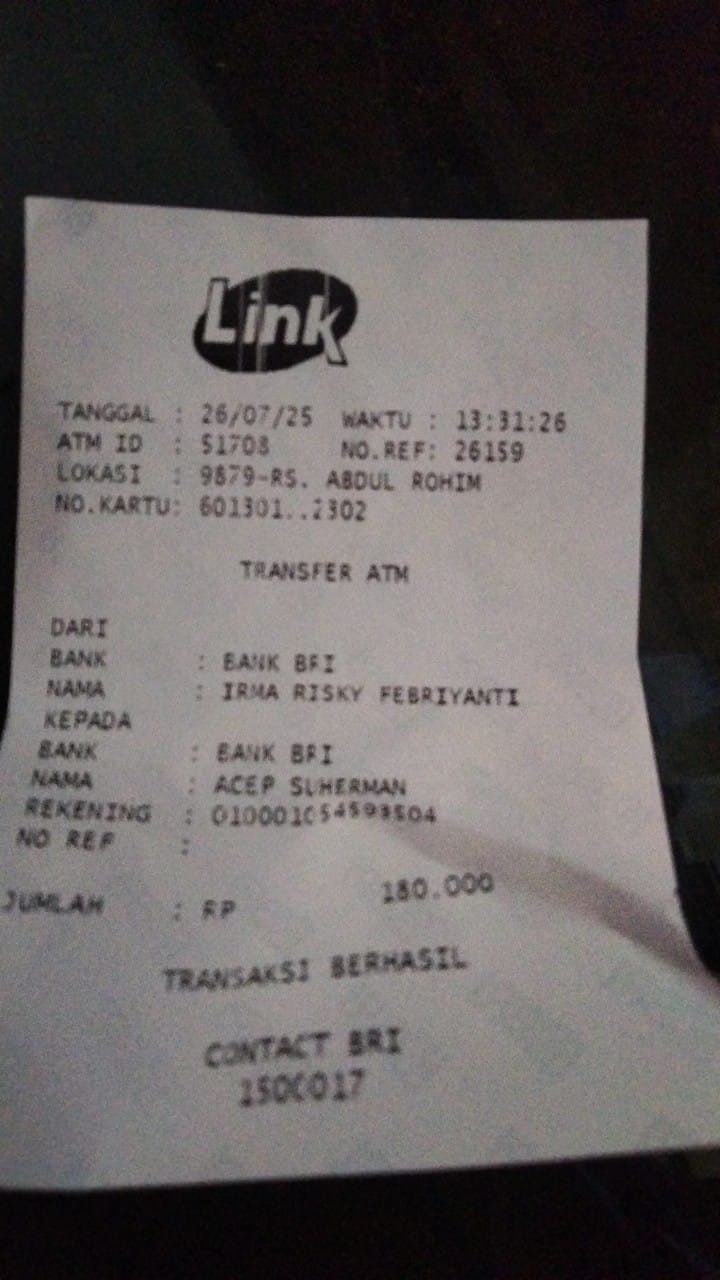 Link
TANGGAL : 26/07/25 WAKTU : 13:31:26
ATM ID : 51708 NO.REF: 26159
LOKASI : 9879-RS. ABDUL ROHIM
NO.KARTU: 601301..2302
TRANSFER ATM
DARI
BANK : BANK BRI
NAMA : IRMA RISKY FEBRIYANTI
KEPADA
BANK : BANK BRI
NAMA : ACEP SUHERMAN
REKENING :
NO REF :
JUMLAH : RP 180.000
TRANSAKSI BERHASIL
CONTACT BRI
1500017